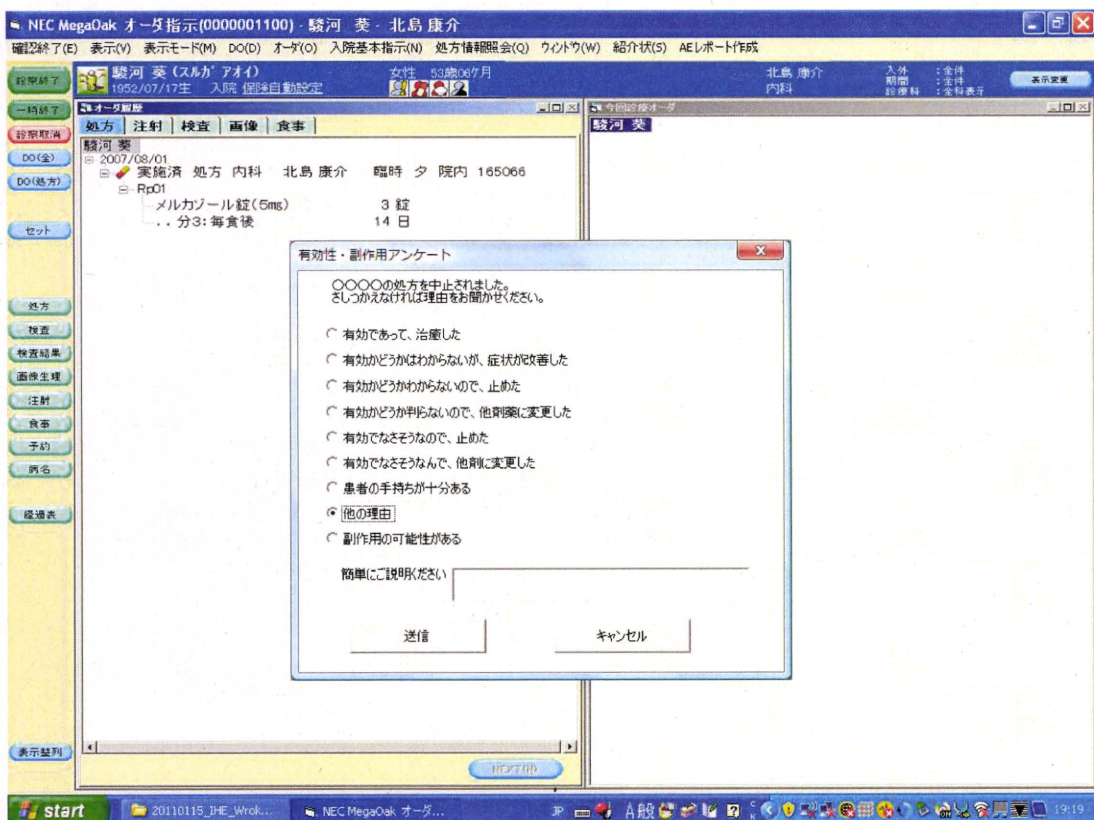 NEC MegaOak オーダ指示(0000001100) - 駿河 葵 - 北島 康介
確認終了(E) 表示(V) 表示モード(M) DO(D) オーダ(O) 入院基本指示(N) 処方情報照会(Q) ウィンドウ(W) 紹介状(S) AEレポート作成
診察終了
駿河 葵 (スルガ アオイ) 女性 53歳06ヶ月 北島 康介 入外 :全件
1952/07/17生 入院 保険自動設定 内科 期間 :全件
診療科 :全科表示
表示変更
一時終了
診察取消
DO(全)
DO(処方)
セット
処方
検査
検査結果
画像生理
注射
食事
予約
病名
経過表
表示整列
オーダ履歴
処方 注射 検査 画像 食事
駿河 葵
2007/08/01
実施済 処方 内科 北島 康介 臨時 夕 院内 165066
Rp01
メルカゾール錠(5mg) 3 錠
..分3:毎食後 14 日
NEXT(N)
今回診療オーダ
駿河 葵
有効性・副作用アンケート
○○○○の処方を中止されました。
さしつかえなければ理由をお聞かせください。
有効であって、治癒した
有効かどうかはわからないが、症状が改善した
有効かどうかわからないので、止めた
有効かどうか判らないので、他剤薬に変更した
有効でなさそうなので、止めた
有効でなさそうなんで、他剤に変更した
患者の手持ちが十分ある
他の理由
副作用の可能性がある
簡単にご説明ください
送信 キャンセル
start 20110115_IHE_Wrok... NEC MegaOak オーダ... JP A 般 19:19